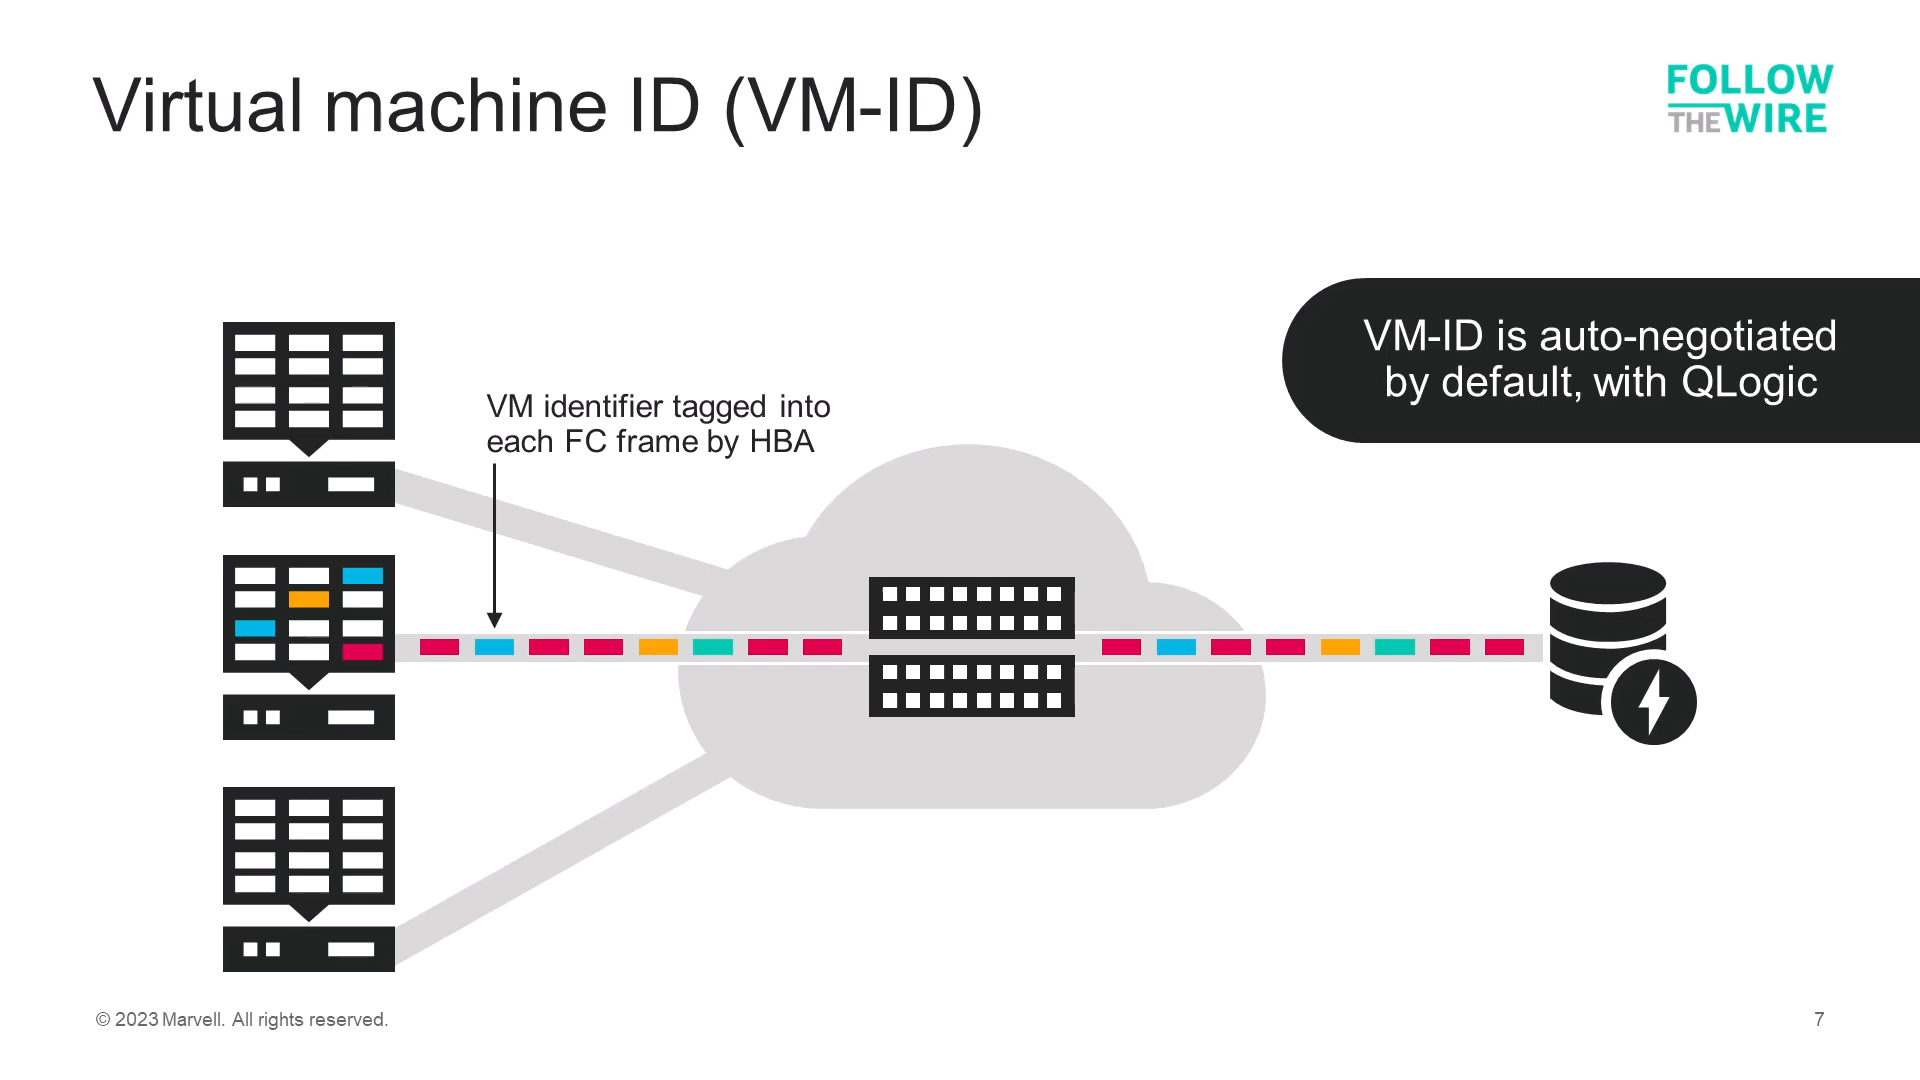 Virtual machine ID (VM-ID)
FOLLOW
THE WIRE
VM-ID is auto-negotiated
by default, with QLogic
VM identifier tagged into
each FC frame by HBA
© 2023 Marvell. All rights reserved.
7